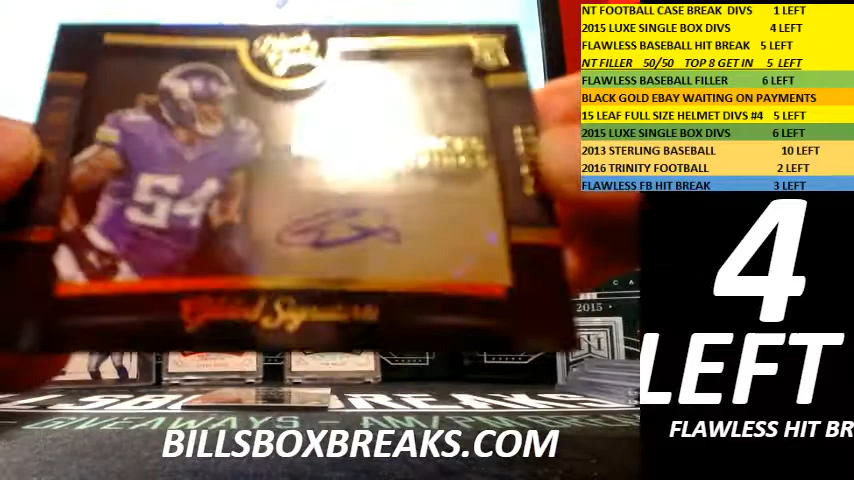 NT FOOTBALL CASE BREAK DIVS 1 LEFT
2015 LUXE SINGLE BOX DIVS 4 LEFT
FLAWLESS BASEBALL HIT BREAK 5 LEFT
NT FILLER 50/50 TOP 8 GET IN 5 LEFT
FLAWLESS BASEBALL FILLER 6 LEFT
BLACK GOLD EBAY WAITING ON PAYMENTS
15 LEAF FULL SIZE HELMET DIVS #4 5 LEFT
2015 LUXE SINGLE BOX DIVS 6 LEFT
2013 STERLING BASEBALL 10 LEFT
2016 TRINITY FOOTBALL 2 LEFT
FLAWLESS FB HIT BREAK 3 LEFT
54
Signatures
2015
4
LEFT
GIVEAWAYS
FLAWLESS HIT BR
BILLSBOXBREAKS.COM